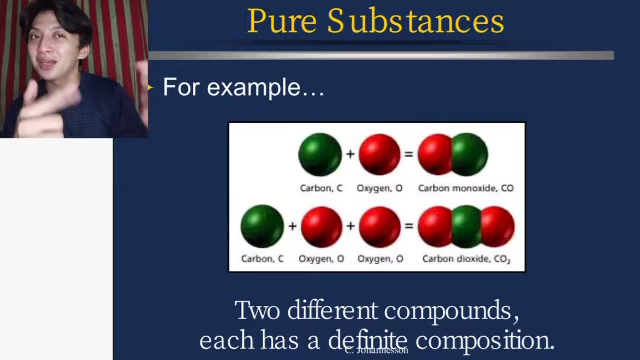 Pure Substances
For example…
Carbon, C
Oxygen, O
Carbon monoxide, CO
Carbon, C
Oxygen, O
Oxygen, O
Carbon dioxide, CO₂
Two different compounds,
each has a definite composition.
C. Johannesson